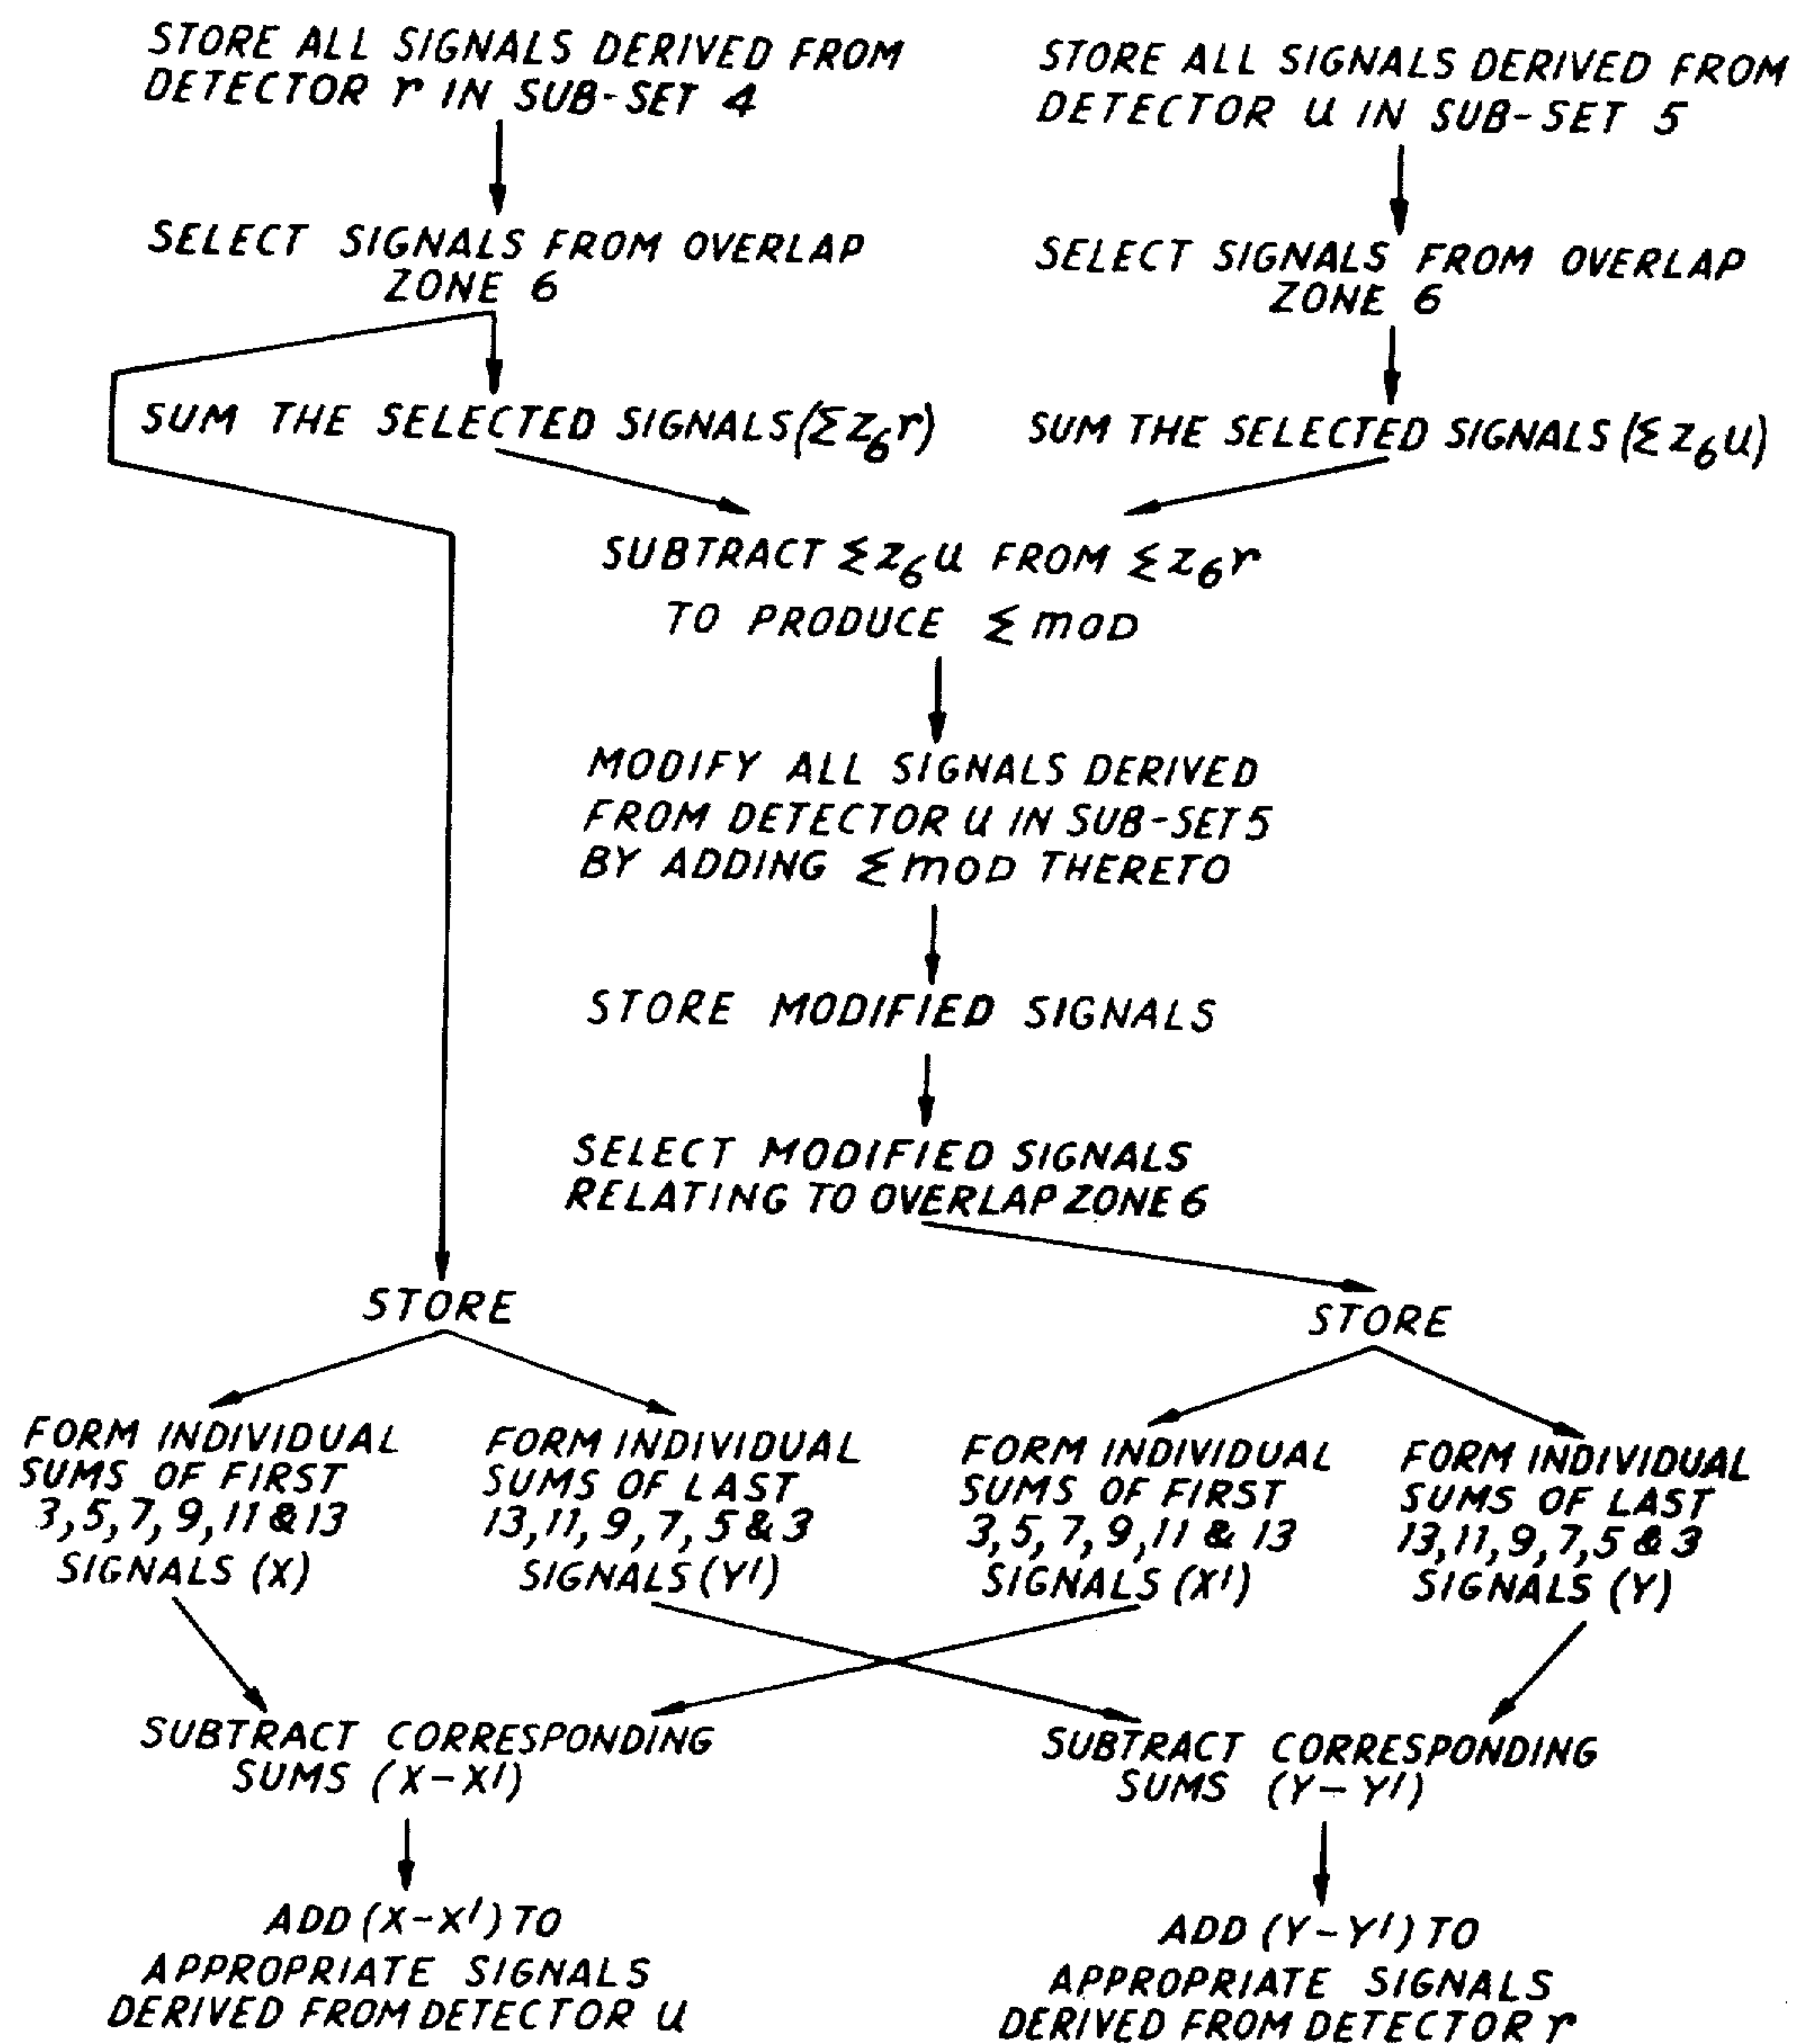 STORE ALL SIGNALS DERIVED FROM
DETECTOR r IN SUB-SET 4
STORE ALL SIGNALS DERIVED FROM
DETECTOR u IN SUB-SET 5
SELECT SIGNALS FROM OVERLAP
ZONE 6
SELECT SIGNALS FROM OVERLAP
ZONE 6
SUM THE SELECTED SIGNALS (Σz₆r)
SUM THE SELECTED SIGNALS (Σz₆u)
SUBTRACT Σz₆u FROM Σz₆r
TO PRODUCE Σ MOD
MODIFY ALL SIGNALS DERIVED
FROM DETECTOR u IN SUB-SET 5
BY ADDING Σ MOD THERETO
STORE MODIFIED SIGNALS
SELECT MODIFIED SIGNALS
RELATING TO OVERLAP ZONE 6
STORE
STORE
FORM INDIVIDUAL
SUMS OF FIRST
3, 5, 7, 9, 11 & 13
SIGNALS (X)
FORM INDIVIDUAL
SUMS OF LAST
13, 11, 9, 7, 5 & 3
SIGNALS (Y')
FORM INDIVIDUAL
SUMS OF FIRST
3, 5, 7, 9, 11 & 13
SIGNALS (X')
FORM INDIVIDUAL
SUMS OF LAST
13, 11, 9, 7, 5 & 3
SIGNALS (Y)
SUBTRACT CORRESPONDING
SUMS (X-X')
SUBTRACT CORRESPONDING
SUMS (Y-Y')
ADD (X-X') TO
APPROPRIATE SIGNALS
DERIVED FROM DETECTOR u
ADD (Y-Y') TO
APPROPRIATE SIGNALS
DERIVED FROM DETECTOR r